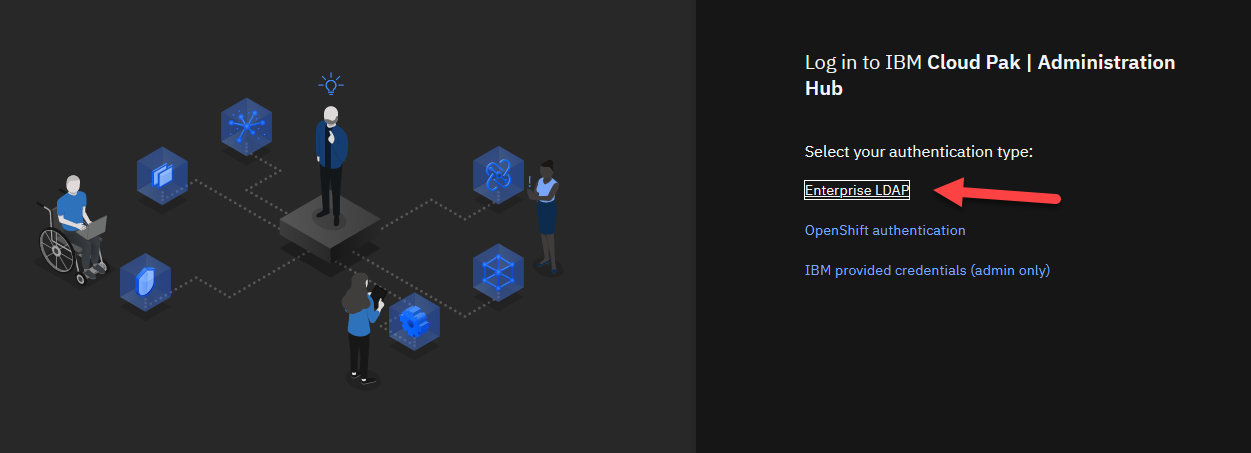 Log in to IBM Cloud Pak | Administration
Hub
Select your authentication type:
Enterprise LDAP
OpenShift authentication
IBM provided credentials (admin only)